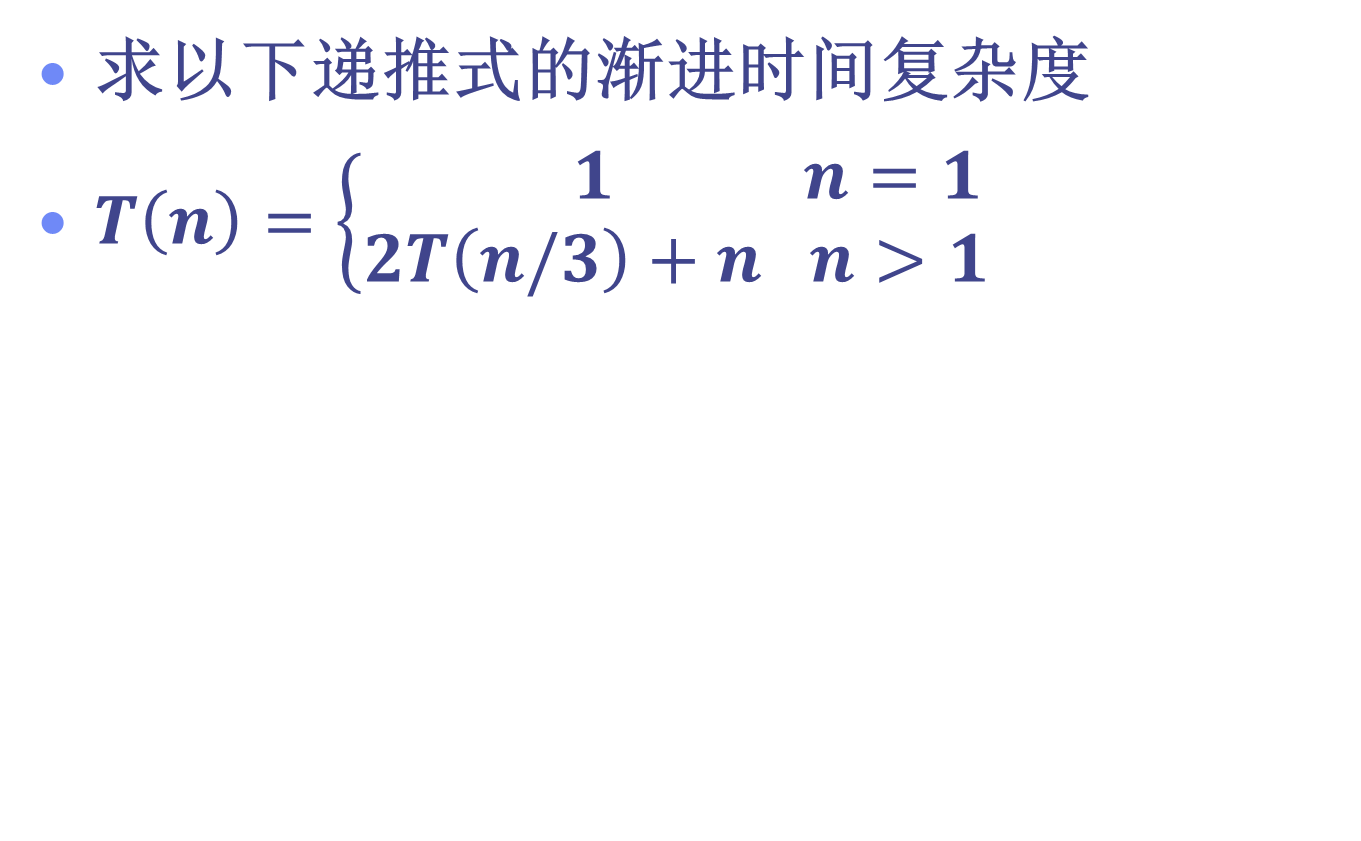 • 求以下递推式的渐进时间复杂度
• T(n) = { 1 n = 1
2T(n/3) + n n > 1